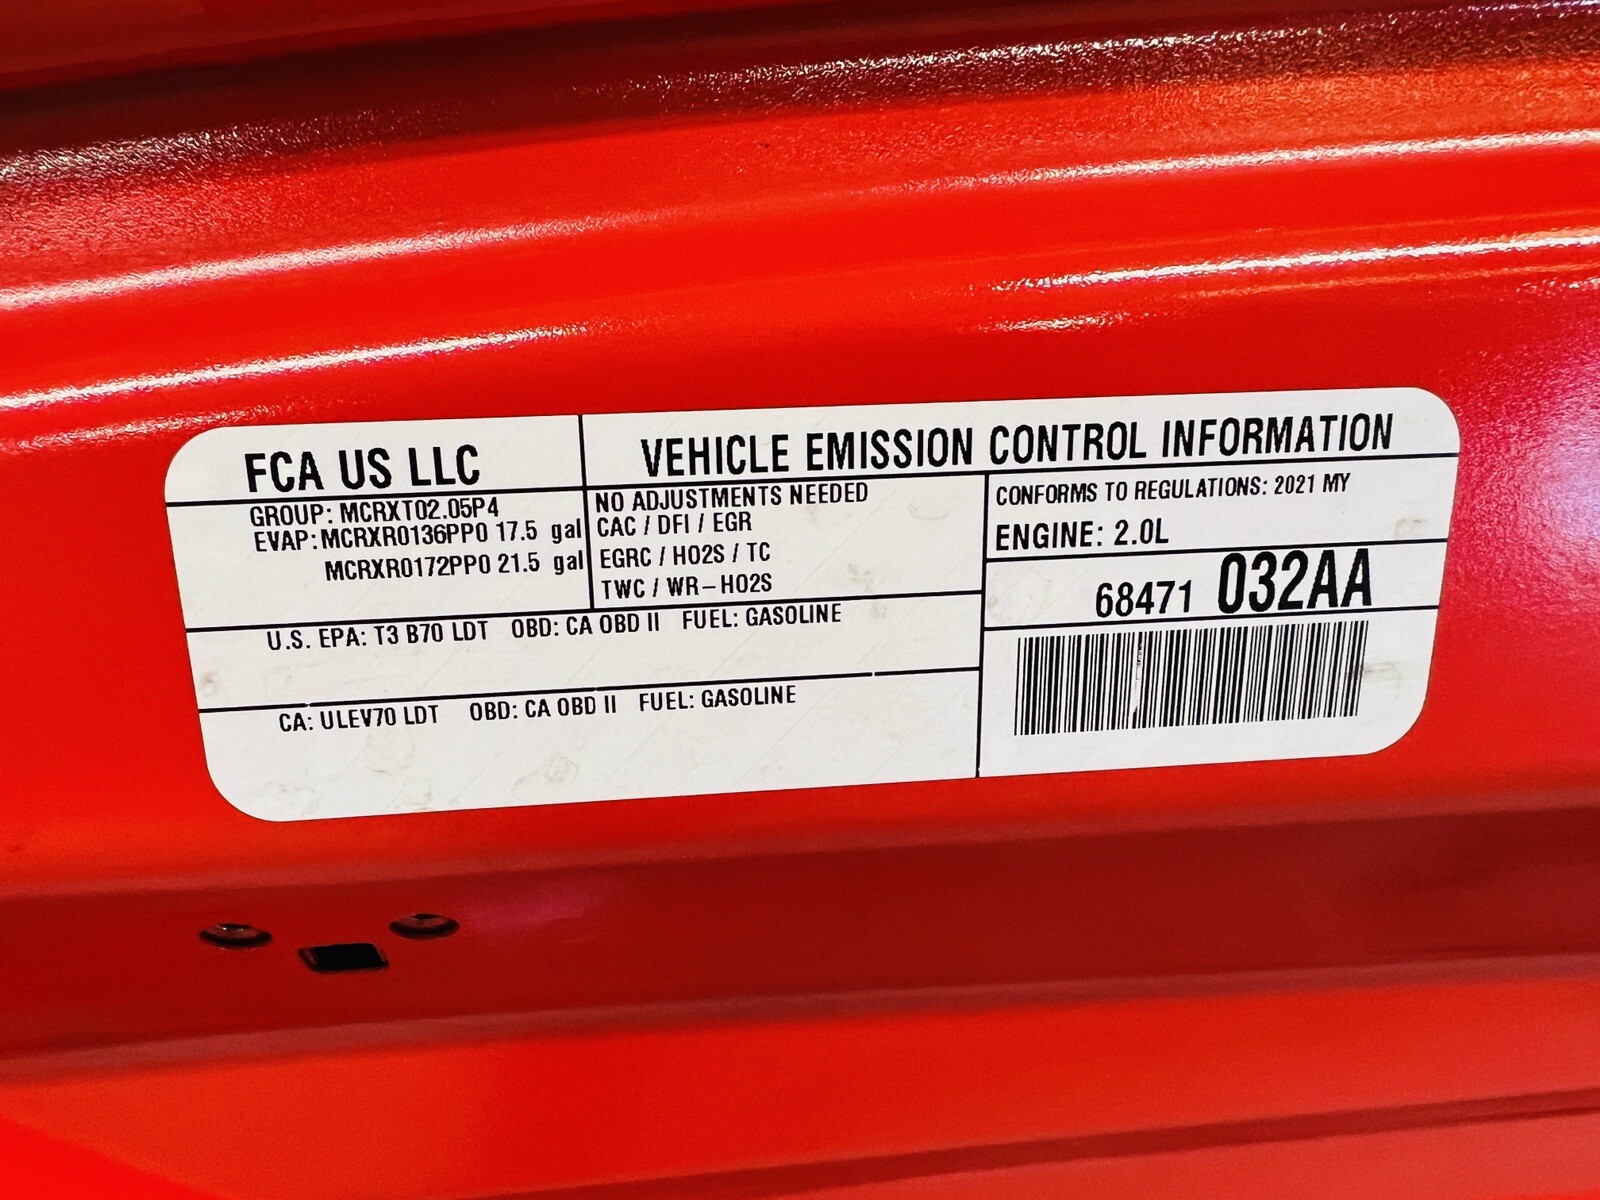 FCA US LLC
VEHICLE EMISSION CONTROL INFORMATION
GROUP: MCRXT02.05P4
EVAP: MCRXR0136PP0 17.5 gal
MCRXR0172PP0 21.5 gal
NO ADJUSTMENTS NEEDED
CAC / DFI / EGR
EGRC / HO2S / TC
TWC / WR-HO2S
CONFORMS TO REGULATIONS: 2021 MY
ENGINE: 2.0L
68471 032AA
U.S. EPA: T3 B70 LDT OBD: CA OBD II FUEL: GASOLINE
CA: ULEV70 LDT OBD: CA OBD II FUEL: GASOLINE